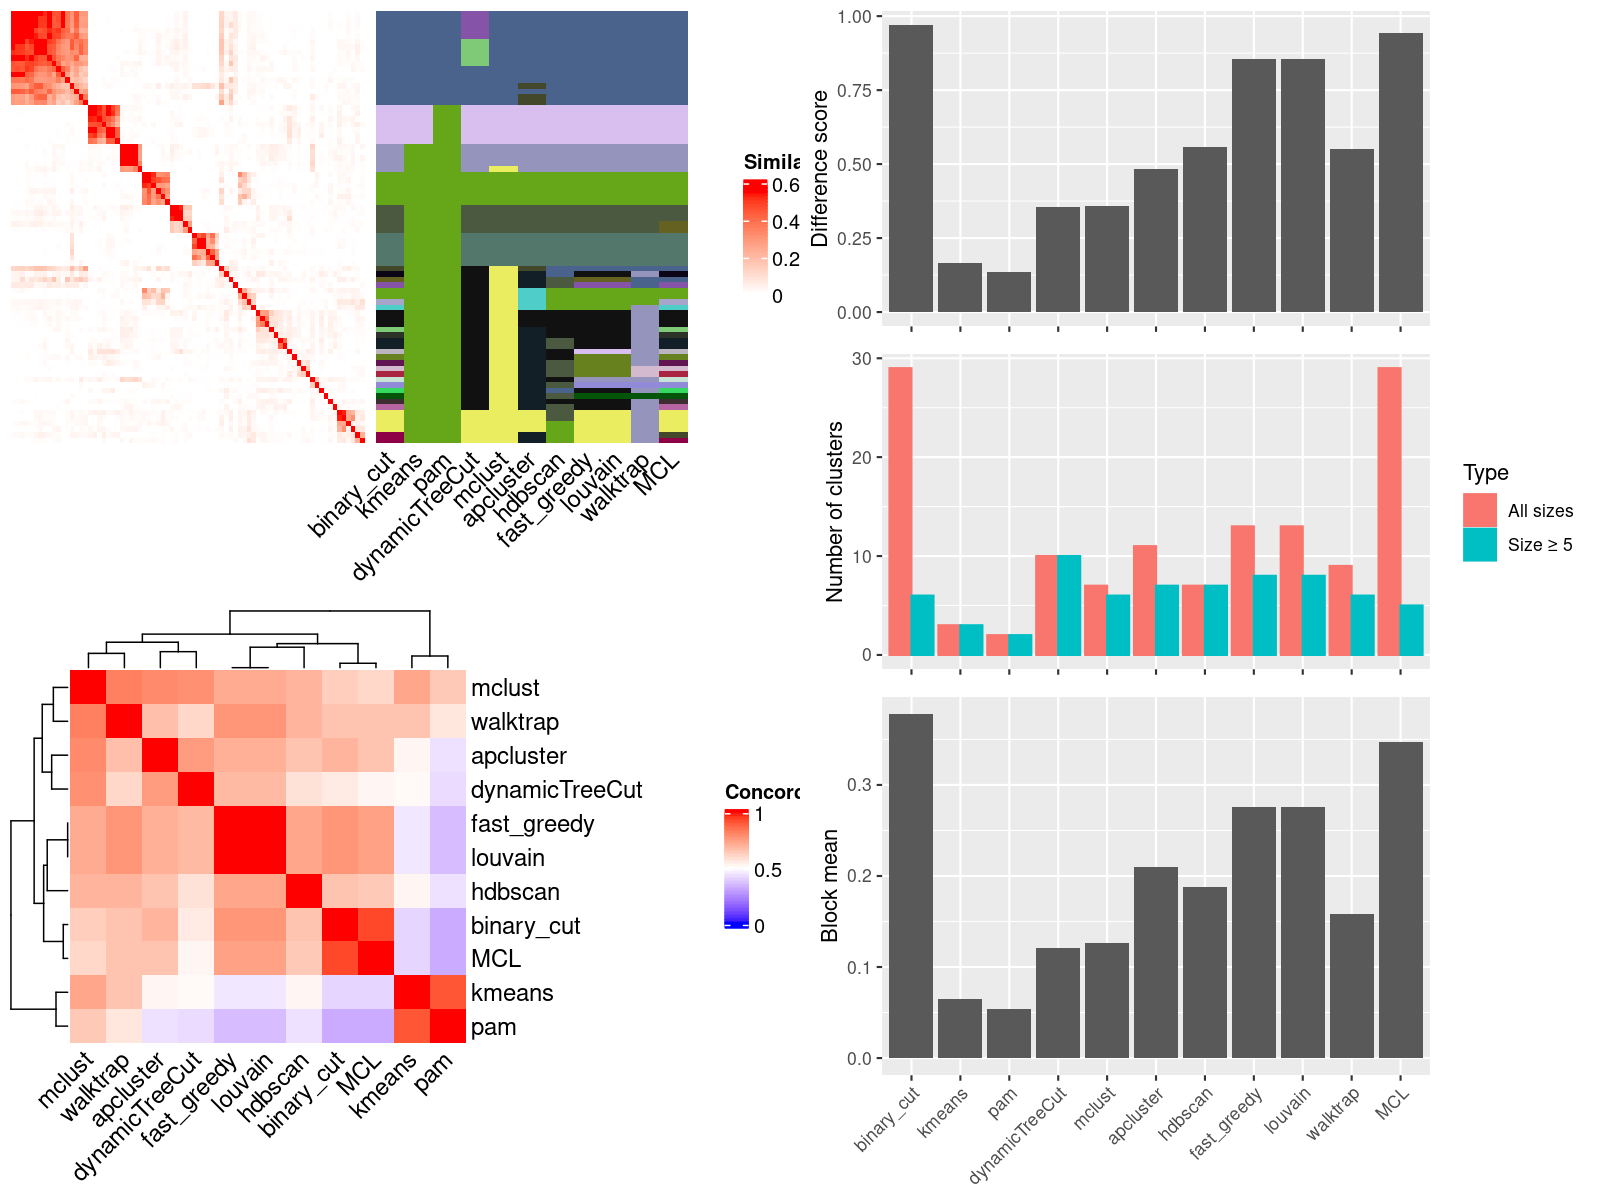 Simila
0.6
0.4
0.2
0
binary_cut
kmeans
pam
dynamicTreeCut
mclust
apcluster
hdbscan
fast_greedy
louvain
walktrap
MCL
mclust
walktrap
apcluster
dynamicTreeCut
fast_greedy
louvain
hdbscan
binary_cut
MCL
kmeans
pam
mclust
walktrap
apcluster
dynamicTreeCut
fast_greedy
louvain
hdbscan
binary_cut
MCL
kmeans
pam
Concord
1
0.5
0
Difference score
1.00
0.75
0.50
0.25
0.00
Number of clusters
30
20
10
0
Type
All sizes
Size ≥ 5
Block mean
0.3
0.2
0.1
0.0
binary_cut
kmeans
pam
dynamicTreeCut
mclust
apcluster
hdbscan
fast_greedy
louvain
walktrap
MCL